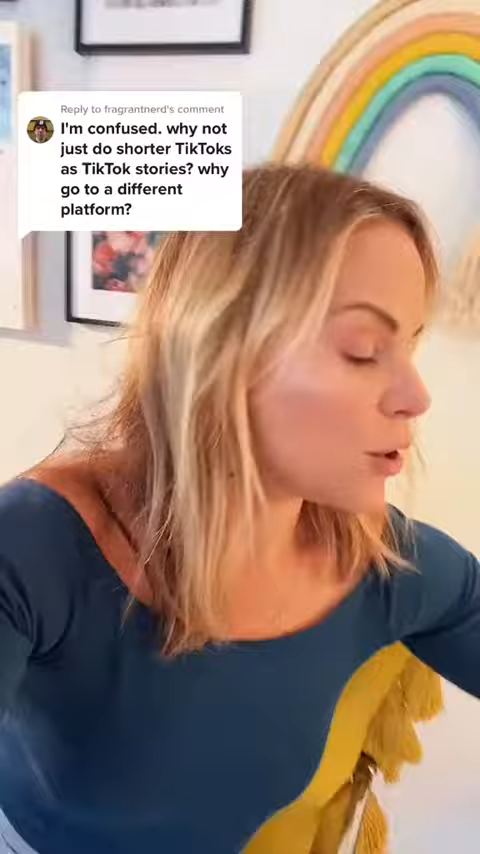 Reply to fragrantnerd's comment
I'm confused. why not
just do shorter TikToks
as TikTok stories? why
go to a different
platform?